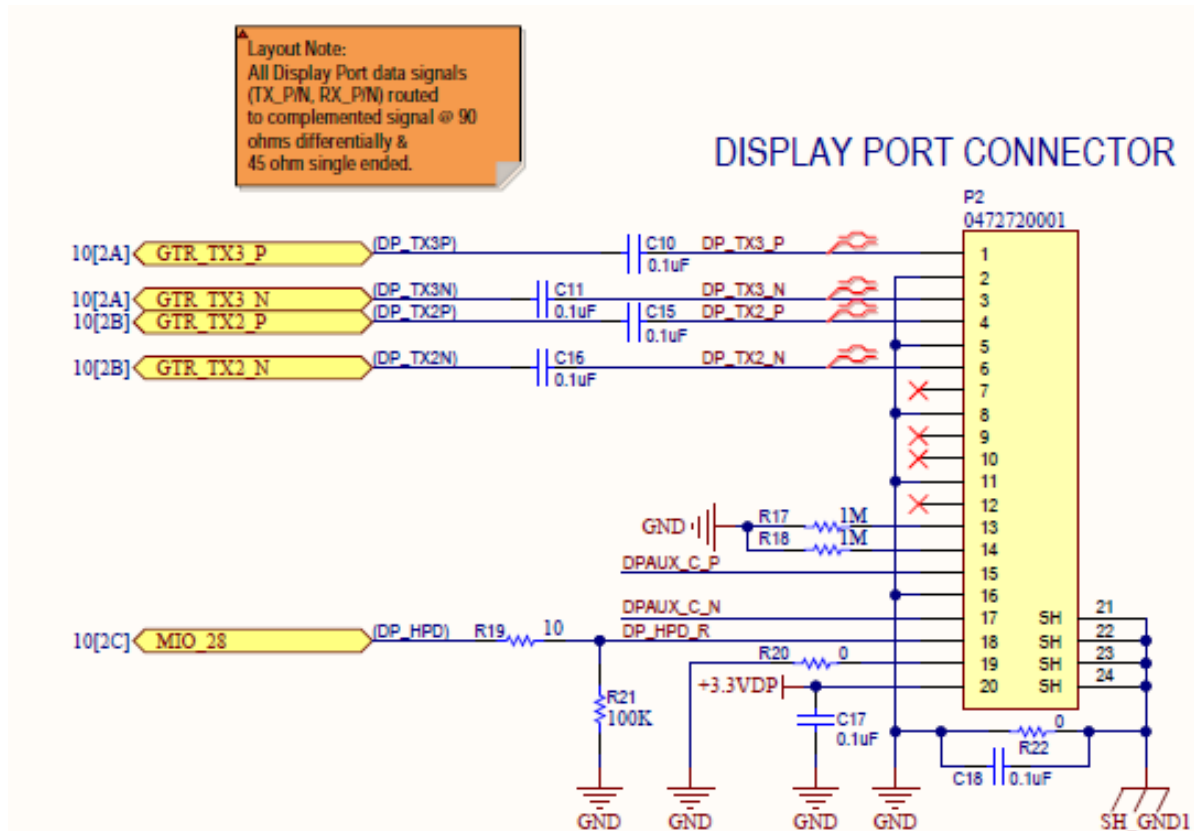 Layout Note:
All Display Port data signals
(TX_P/N, RX_P/N) routed
to complemented signal @ 90
ohms differentially &
45 ohm single ended.
DISPLAY PORT CONNECTOR
P2
0472720001
10[2A] GTR_TX3_P (DP_TX3P) C10 0.1uF DP_TX3_P 1
2
10[2A] GTR_TX3_N (DP_TX3N) C11 0.1uF DP_TX3_N 3
10[2B] GTR_TX2_P (DP_TX2P) C15 0.1uF DP_TX2_P 4
5
10[2B] GTR_TX2_N (DP_TX2N) C16 0.1uF DP_TX2_N 6
7
8
9
10
11
12
GND R17 1M 13
R18 1M 14
DPAUX_C_P 15
16
DPAUX_C_N 17 SH 21
10[2C] MIO_28 (DP_HPD) R19 10 DP_HPD_R 18 SH 22
R20 0 19 SH 23
+3.3VDP 20 SH 24
R21
100K
C17
0.1uF
0
R22
C18 0.1uF
GND GND GND GND SH_GND1